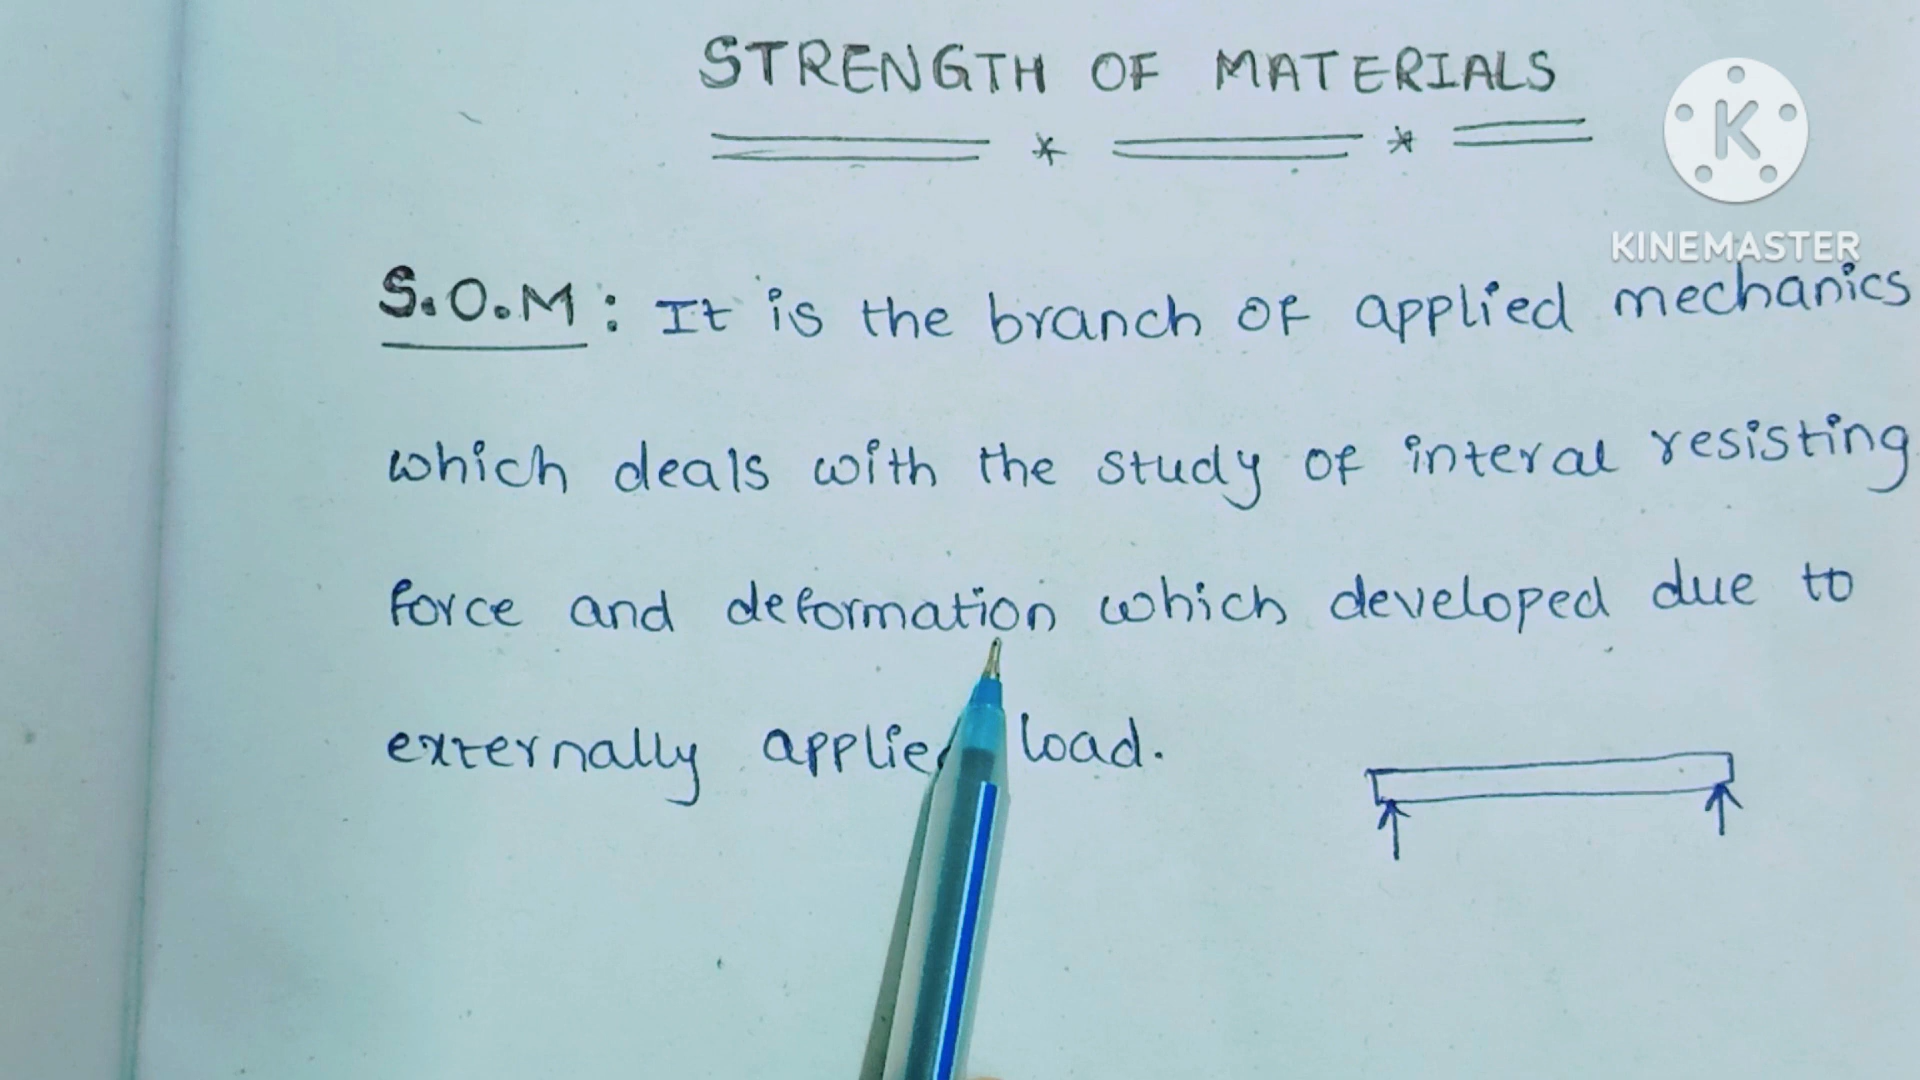 STRENGTH OF MATERIALS
K
KINEMASTER
S.O.M : It is the branch of applied mechanics
which deals with the study of interal resisting
force and deformation which developed due to
externally applied load.